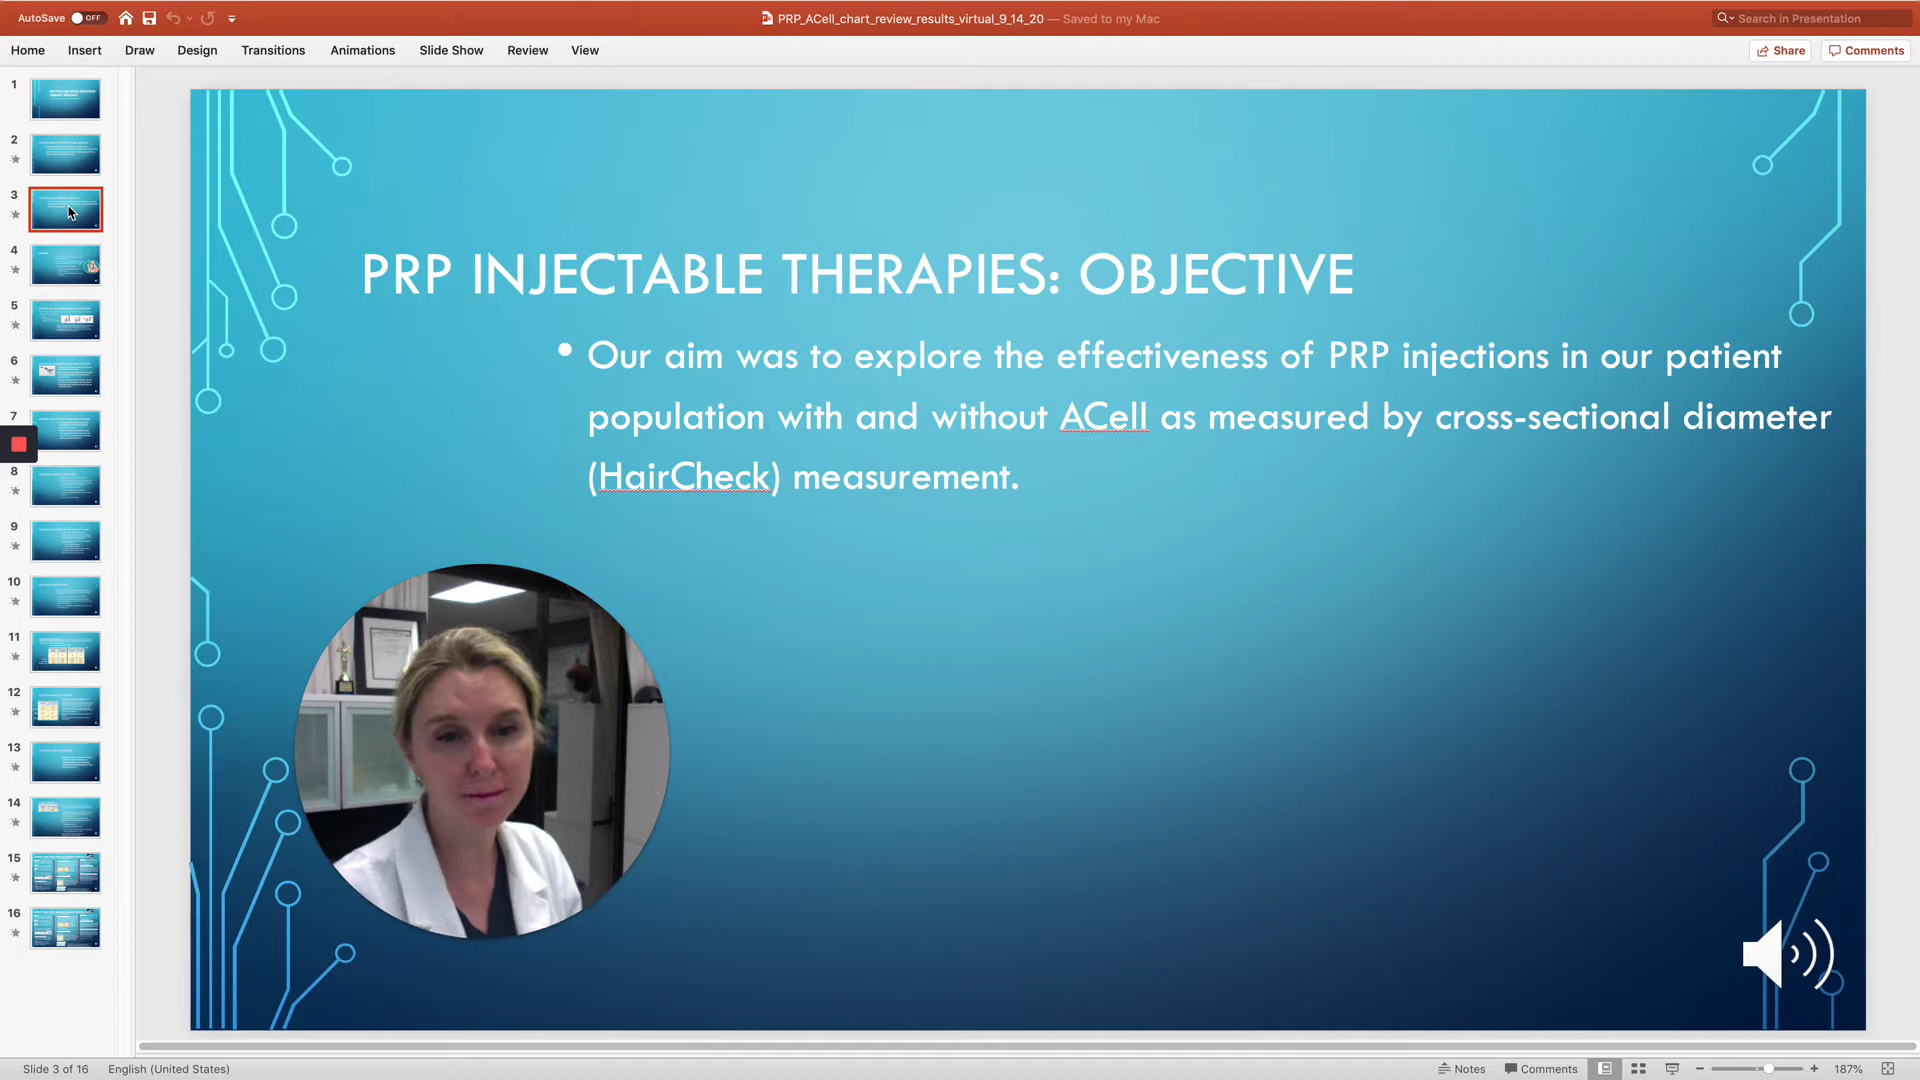 AutoSave OFF
PRP_ACell_chart_review_results_virtual_9_14_20 — Saved to my Mac
Search in Presentation
Home Insert Draw Design Transitions Animations Slide Show Review View
Share Comments
1
2
3
4
5
6
7
8
9
10
11
12
13
14
15
16
PRP INJECTABLE THERAPIES: OBJECTIVE
• Our aim was to explore the effectiveness of PRP injections in our patient
population with and without ACell as measured by cross-sectional diameter
(HairCheck) measurement.
Slide 3 of 16 English (United States)
Notes Comments 187%